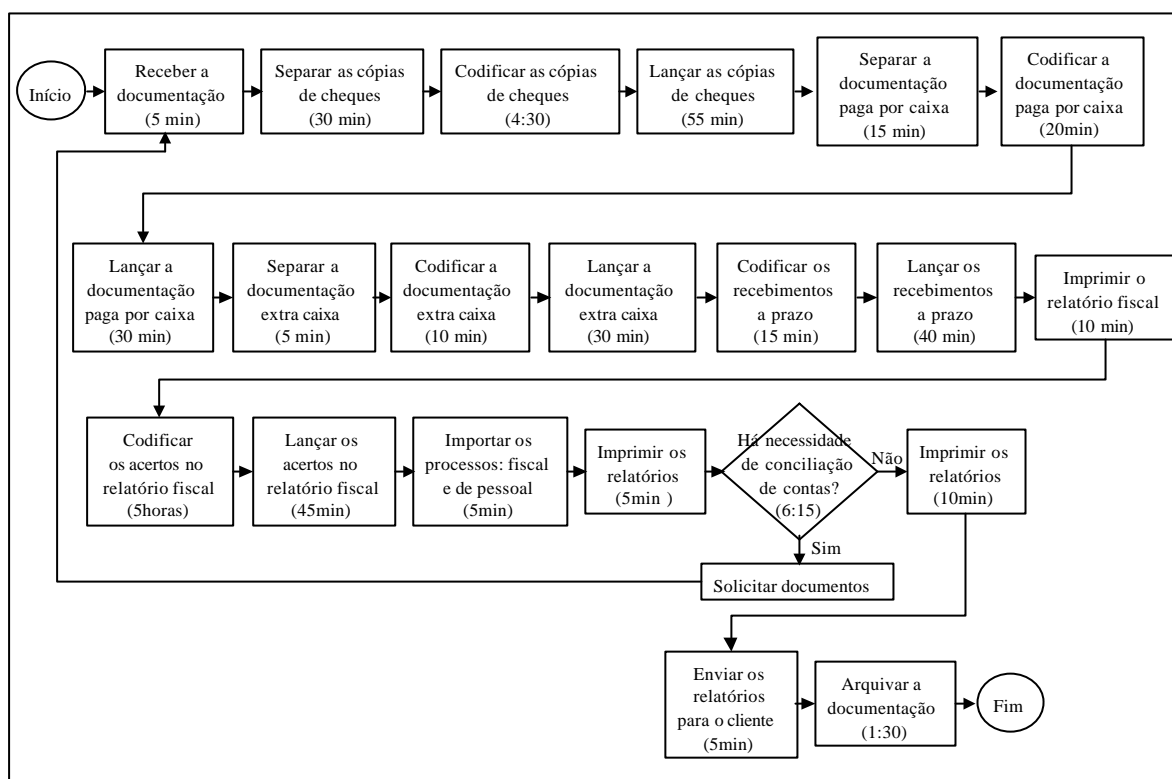 Início
Receber a
documentação
(5 min)
Separar as cópias
de cheques
(30 min)
Codificar as cópias
de cheques
(4:30)
Lançar as cópias
de cheques
(55 min)
Separar a
documentação
paga por caixa
(15 min)
Codificar a
documentação
paga por caixa
(20min)
Lançar a
documentação
paga por caixa
(30 min)
Separar a
documentação
extra caixa
(5 min)
Codificar a
documentação
extra caixa
(10 min)
Lançar a
documentação
extra caixa
(30 min)
Codificar os
recebimentos
a prazo
(15 min)
Lançar os
recebimentos
a prazo
(40 min)
Imprimir o
relatório fiscal
(10 min)
Codificar
os acertos no
relatório fiscal
(5horas)
Lançar os
acertos no
relatório fiscal
(45min)
Importar os
processos: fiscal
e de pessoal
(5min)
Imprimir os
relatórios
(5min )
Há necessidade
de conciliação
de contas?
(6:15)
Não
Imprimir os
relatórios
(10min)
Sim
Solicitar documentos
Enviar os
relatórios
para o cliente
(5min)
Arquivar a
documentação
(1:30)
Fim